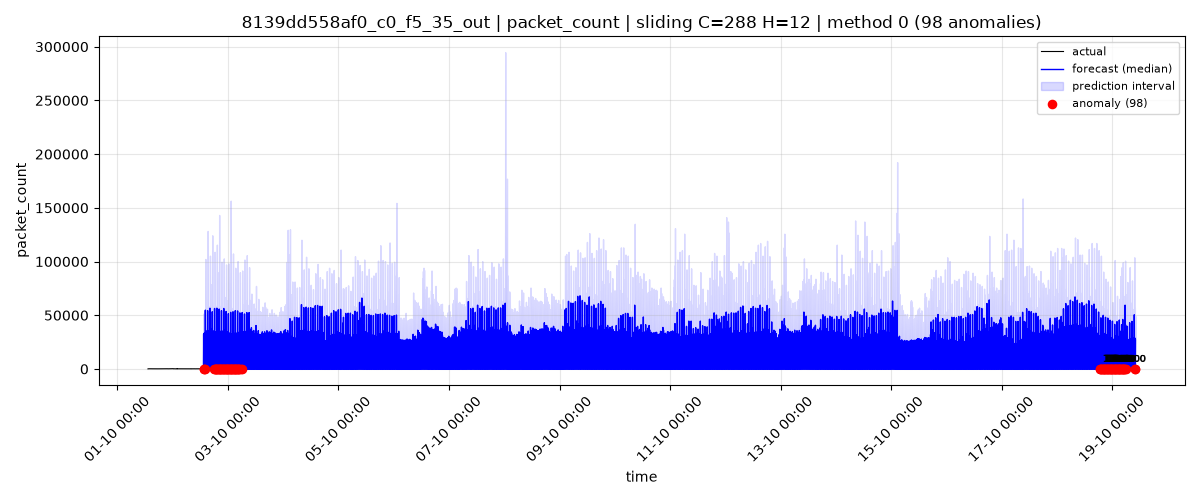 8139dd558af0_c0_f5_35_out | packet_count | sliding C=288 H=12 | method 0 (98 anomalies)
actual
forecast (median)
prediction interval
anomaly (98)
packet_count
300000
250000
200000
150000
100000
50000
0
01-10 00:00
03-10 00:00
05-10 00:00
07-10 00:00
09-10 00:00
11-10 00:00
13-10 00:00
15-10 00:00
17-10 00:00
19-10 00:00
time